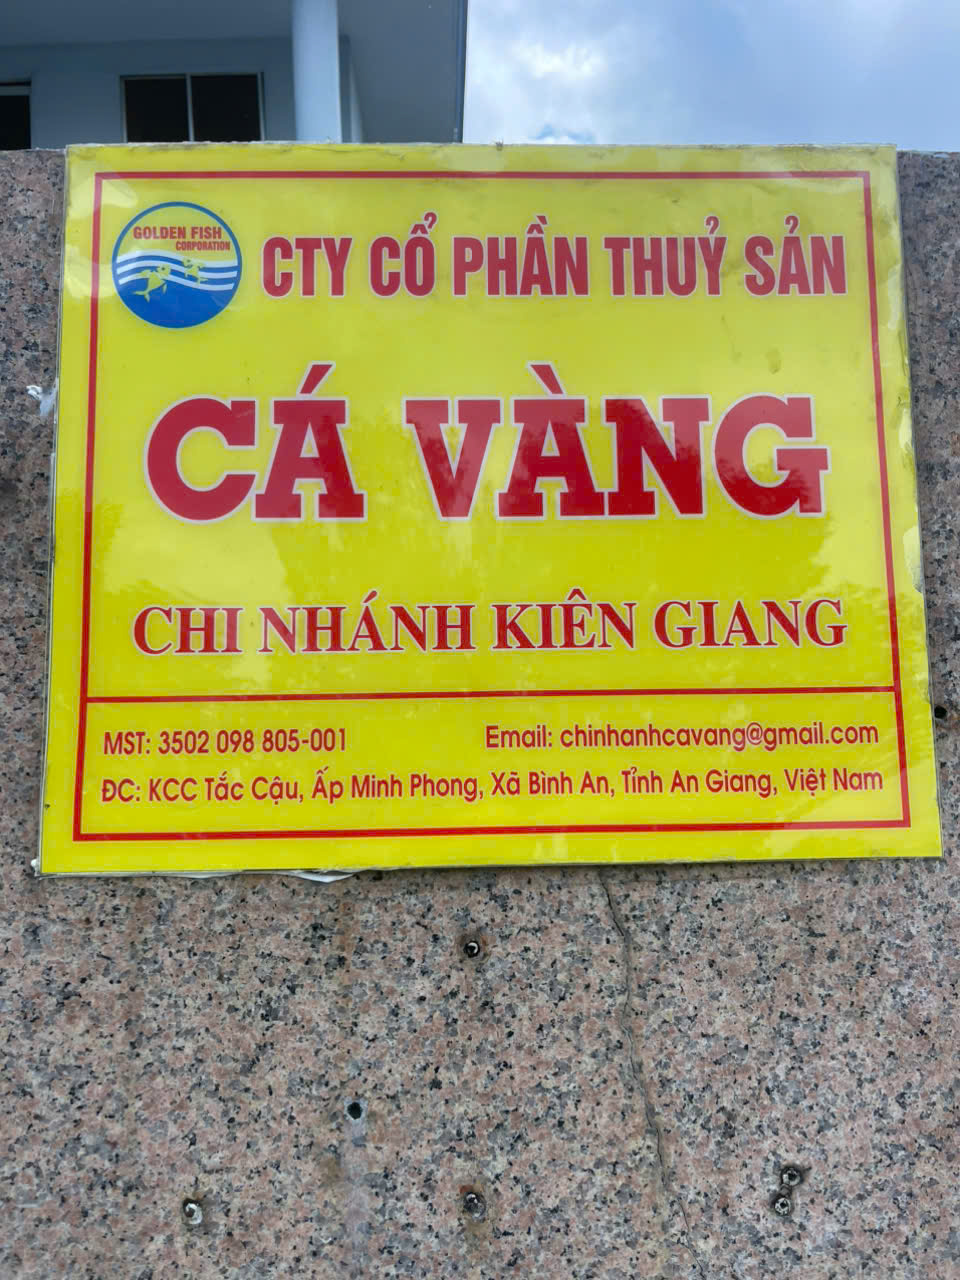 GOLDEN FISH
CORPORATION
CTY CỔ PHẦN THUỶ SẢN
CÁ VÀNG
CHI NHÁNH KIÊN GIANG
MST: 3502 098 805-001
Email: chinhanhcavang@gmail.com
ĐC: KCC Tắc Cậu, Ấp Minh Phong, Xã Bình An, Tỉnh An Giang, Việt Nam